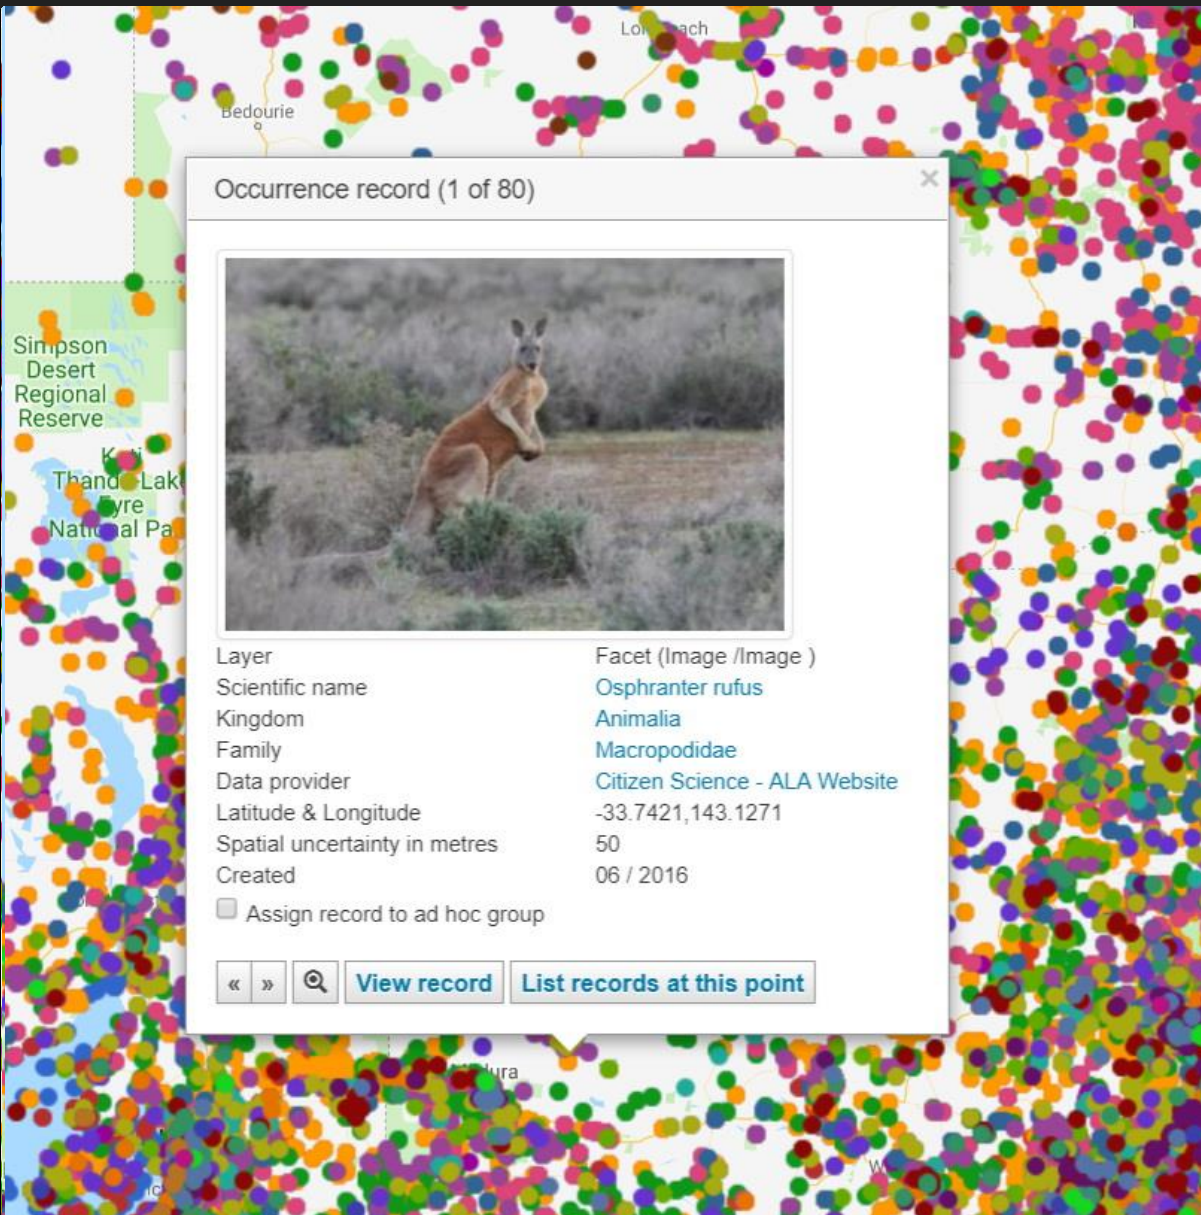 Bedourie
Occurrence record (1 of 80)
×
Simpson
Desert
Regional
Reserve
Eyre
Layer Facet (Image /Image )
Scientific name Osphranter rufus
Kingdom Animalia
Family Macropodidae
Data provider Citizen Science - ALA Website
Latitude & Longitude -33.7421,143.1271
Spatial uncertainty in metres 50
Created 06 / 2016
Assign record to ad hoc group
« » View record List records at this point